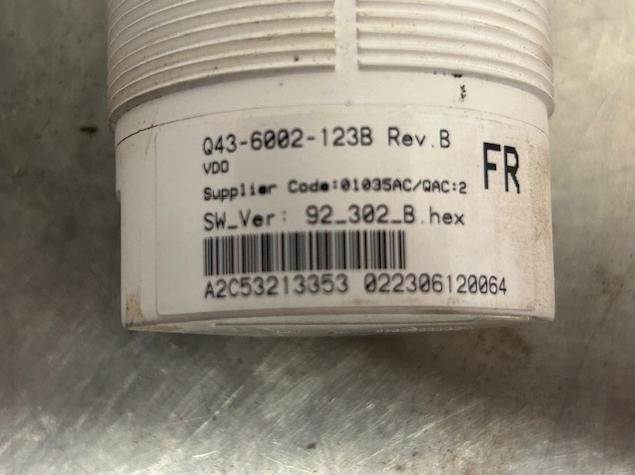 Q43-6002-123B Rev.B
VDO
FR
Supplier Code:01035AC/QAC:2
SW_Ver: 92_302_B.hex
A2C53213353 022306120064